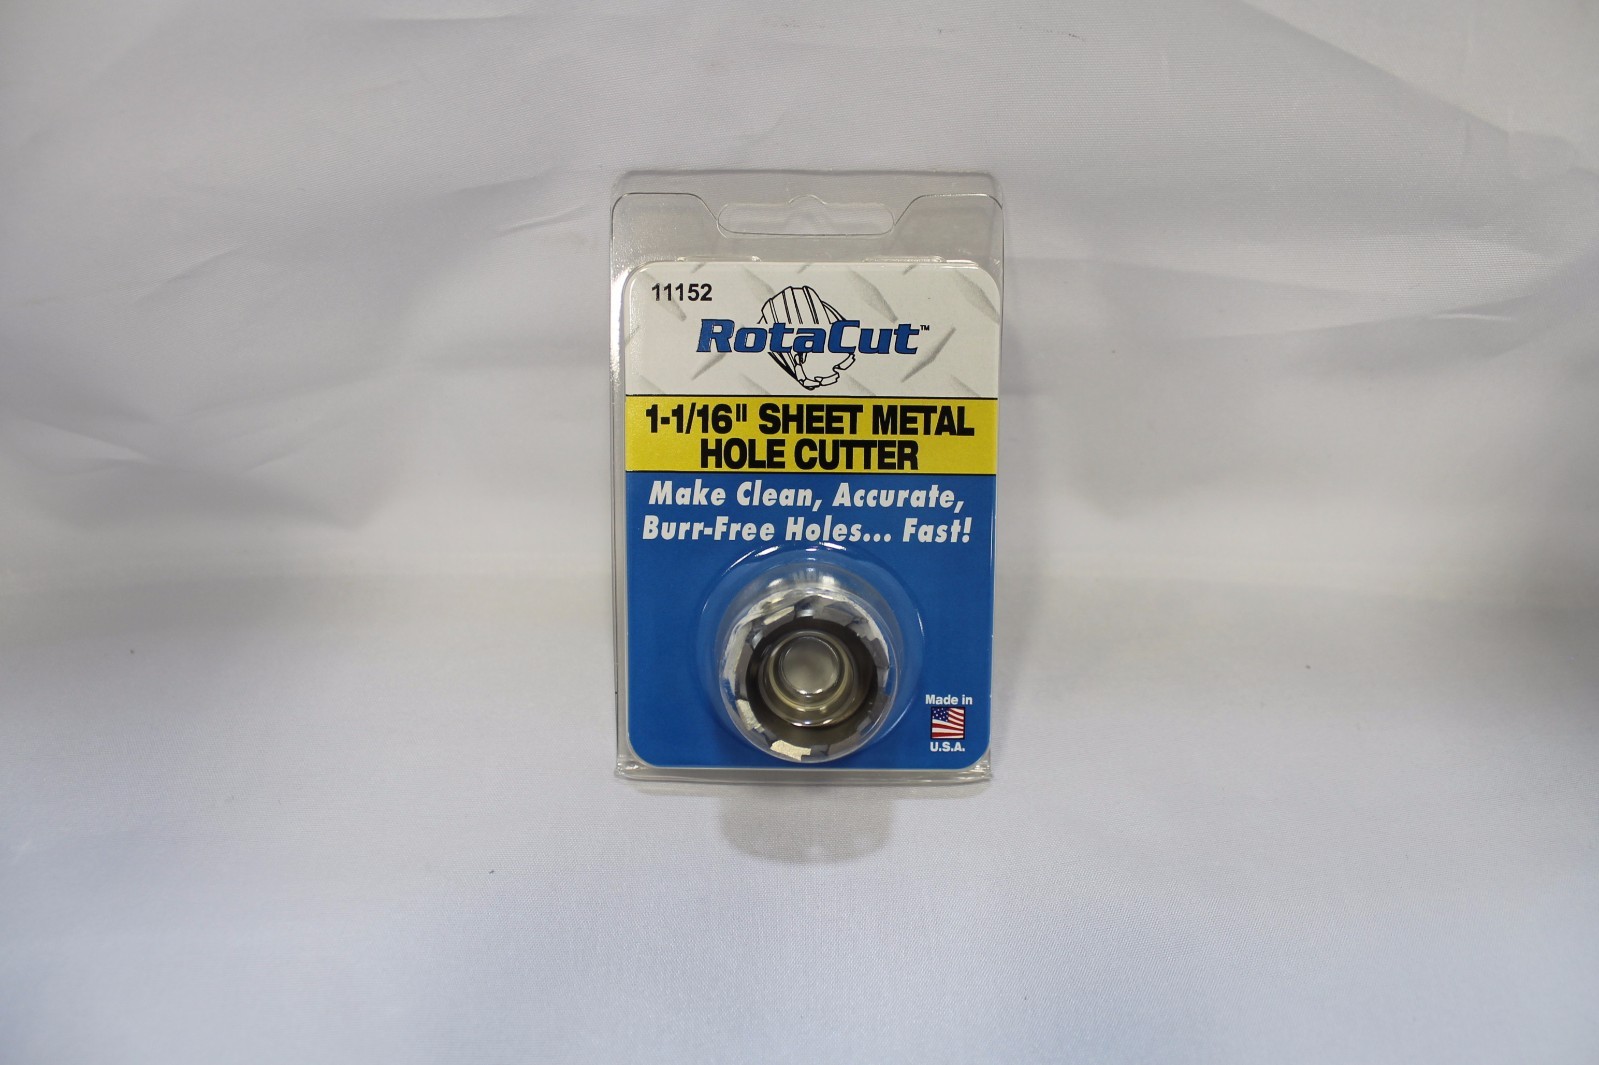 11152
RotaCut™
1-1/16" SHEET METAL
HOLE CUTTER
Make Clean, Accurate,
Burr-Free Holes... Fast!
Made in
U.S.A.